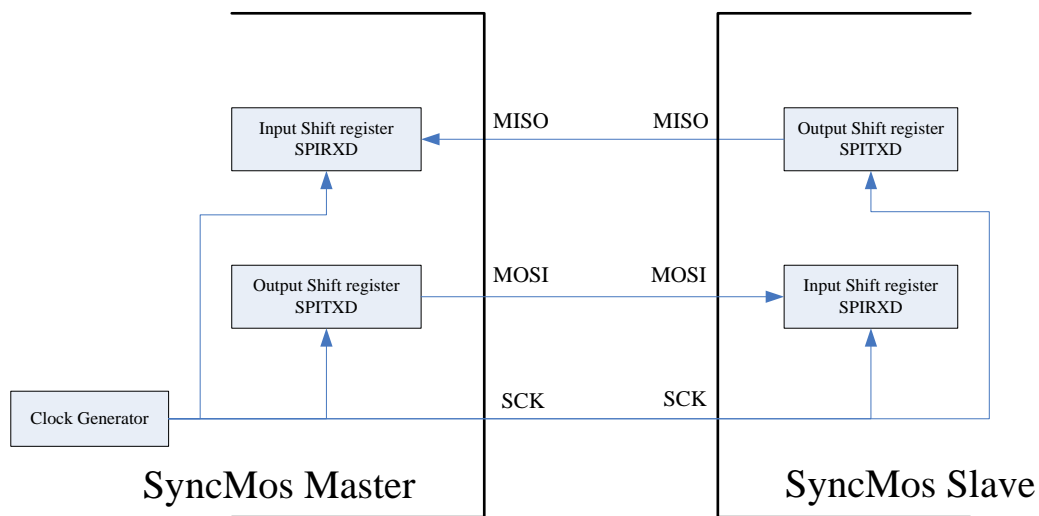 MISO
MISO
Input Shift register
SPIRXD
Output Shift register
SPITXD
MOSI
MOSI
Output Shift register
SPITXD
Input Shift register
SPIRXD
SCK
SCK
Clock Generator
SyncMos Master
SyncMos Slave